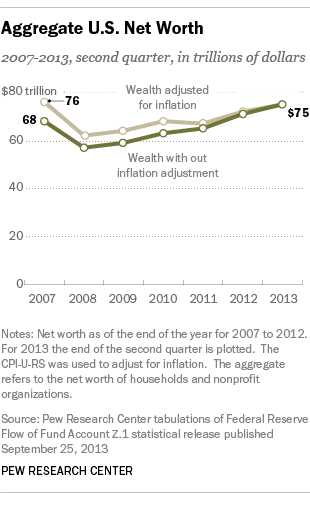 Aggregate U.S. Net Worth
2007-2013, second quarter, in trillions of dollars
$80 trillion
Wealth adjusted
for inflation
76
68
$75
60
Wealth with out
inflation adjustment
40
20
0
2007 2008 2009 2010 2011 2012 2013
Notes: Net worth as of the end of the year for 2007 to 2012.
For 2013 the end of the second quarter is plotted. The
CPI-U-RS was used to adjust for inflation. The aggregate
refers to the net worth of households and nonprofit
organizations.
Source: Pew Research Center tabulations of Federal Reserve
Flow of Fund Account Z.1 statistical release published
September 25, 2013
PEW RESEARCH CENTER